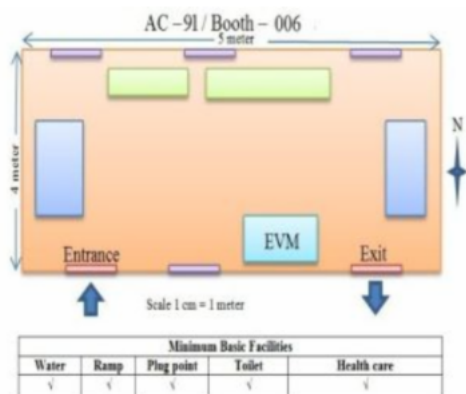 AC – 91 / Booth – 006
5 meter
4 meter
N
EVM
Entrance
Exit
Scale 1 cm = 1 meter
Minimum Basic Facilities
Water Ramp Plug point Toilet Health care
√ √ √ √ √